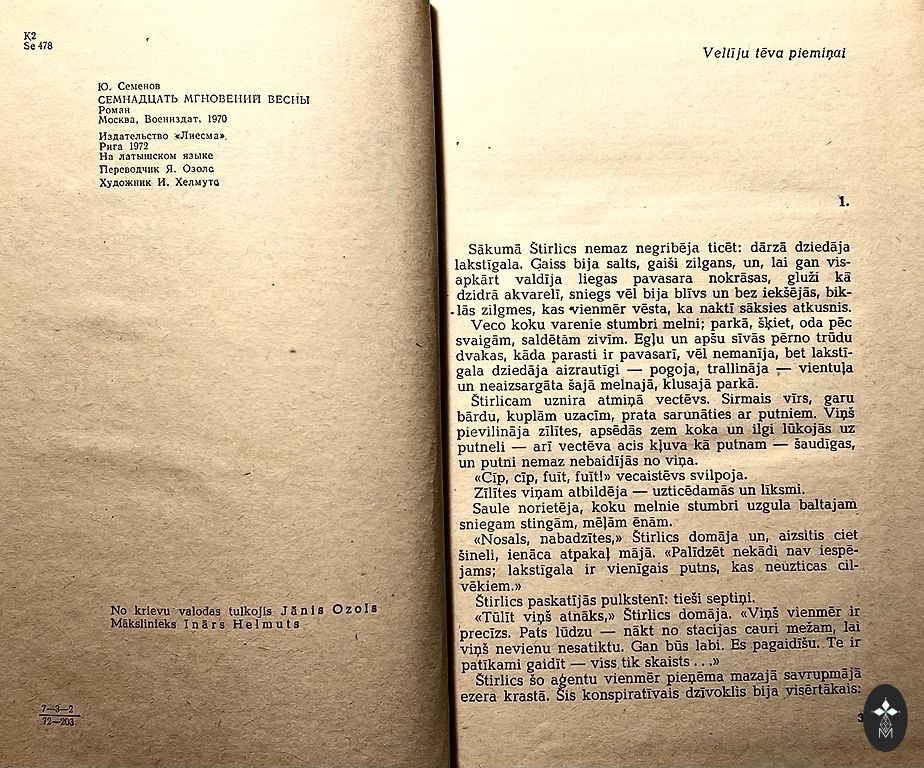 К2
Se 478
Ю. Семенов
СЕМНАДЦАТЬ МГНОВЕНИЙ ВЕСНЫ
Роман
Москва, Воениздат, 1970
Издательство «Лиесма».
Рига 1972
На латышском языке
Переводчик Я. Озолс
Художник И. Хелмутс
No krievu valodas tulkojis Jānis Ozols
Mākslinieks Inārs Helmuts
7—3—2
72—203
Veltīju tēva piemiņai
1.
Sākumā Štirlics nemaz negribēja ticēt: dārzā dziedāja
lakstīgala. Gaiss bija salts, gaiši zilgans, un, lai gan vis-
apkārt valdīja liegas pavasara nokrāsas, gluži kā
dzidrā akvarelī, sniegs vēl bija blīvs un bez iekšējās, bik-
lās zilgmes, kas vienmēr vēsta, ka naktī sāksies atkusnis.
Veco koku varenie stumbri melni; parkā, šķiet, oda pēc
svaigām, saldētām zivīm. Egļu un apšu sīvās pērno trūdu
dvakas, kāda parasti ir pavasarī, vēl nemanīja, bet lakstī-
gala dziedāja aizrautīgi — pogoja, trallināja — vientuļa
un neaizsargāta šajā melnajā, klusajā parkā.
Štirlicam uznira atmiņā vectēvs. Sirmais vīrs, garu
bārdu, kuplām uzacīm, prata sarunāties ar putniem. Viņš
pievilināja zīlītes, apsēdās zem koka un ilgi lūkojās uz
putneli — arī vectēva acis kļuva kā putnam — šaudīgas,
un putni nemaz nebaidījās no viņa.
«Cīp, cīp, fuit, fuit!» vecaistēvs svilpoja.
Zīlītes viņam atbildēja — uzticēdamās un līksmi.
Saule norietēja, koku melnie stumbri uzgula baltajam
sniegam stingām, mēļām ēnām.
«Nosals, nabadzītes,» Štirlics domāja un, aizsitis ciet
šineli, ienāca atpakaļ mājā. «Palīdzēt nekādi nav iespē-
jams; lakstīgala ir vienīgais putns, kas neuzticas cil-
vēkiem.»
Štirlics paskatījās pulkstenī: tieši septiņi.
«Tūlīt viņš atnāks,» Štirlics domāja. «Viņš vienmēr ir
precīzs. Pats lūdzu — nākt no stacijas cauri mežam, lai
viņš nevienu nesatiktu. Gan būs labi. Es pagaidīšu. Te ir
patīkami gaidīt — viss tik skaists . . .»
Štirlics šo aģentu vienmēr pieņēma mazajā savrupmājā
ezera krastā. Šis konspiratīvais dzīvoklis bija visērtākais:
3
M